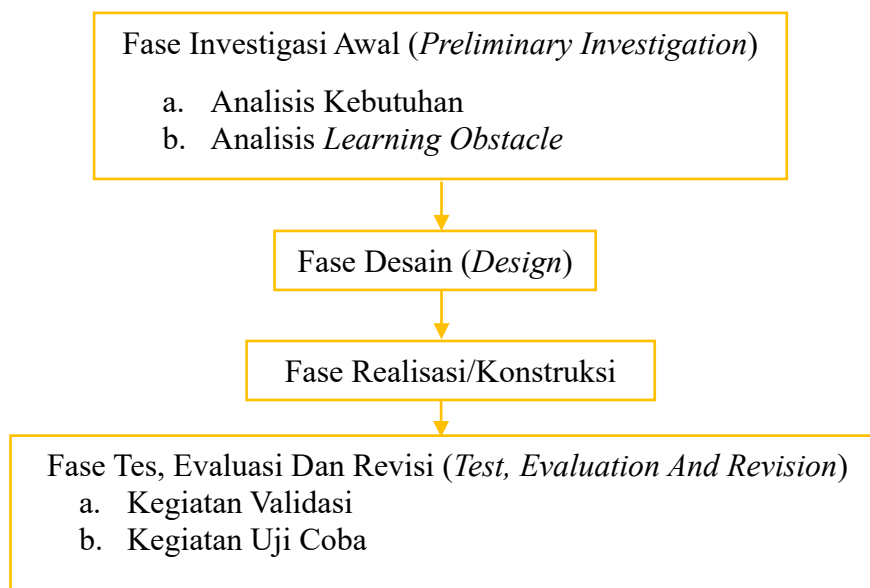 Fase Investigasi Awal (Preliminary Investigation)
a. Analisis Kebutuhan
b. Analisis Learning Obstacle
Fase Desain (Design)
Fase Realisasi/Konstruksi
Fase Tes, Evaluasi Dan Revisi (Test, Evaluation And Revision)
a. Kegiatan Validasi
b. Kegiatan Uji Coba